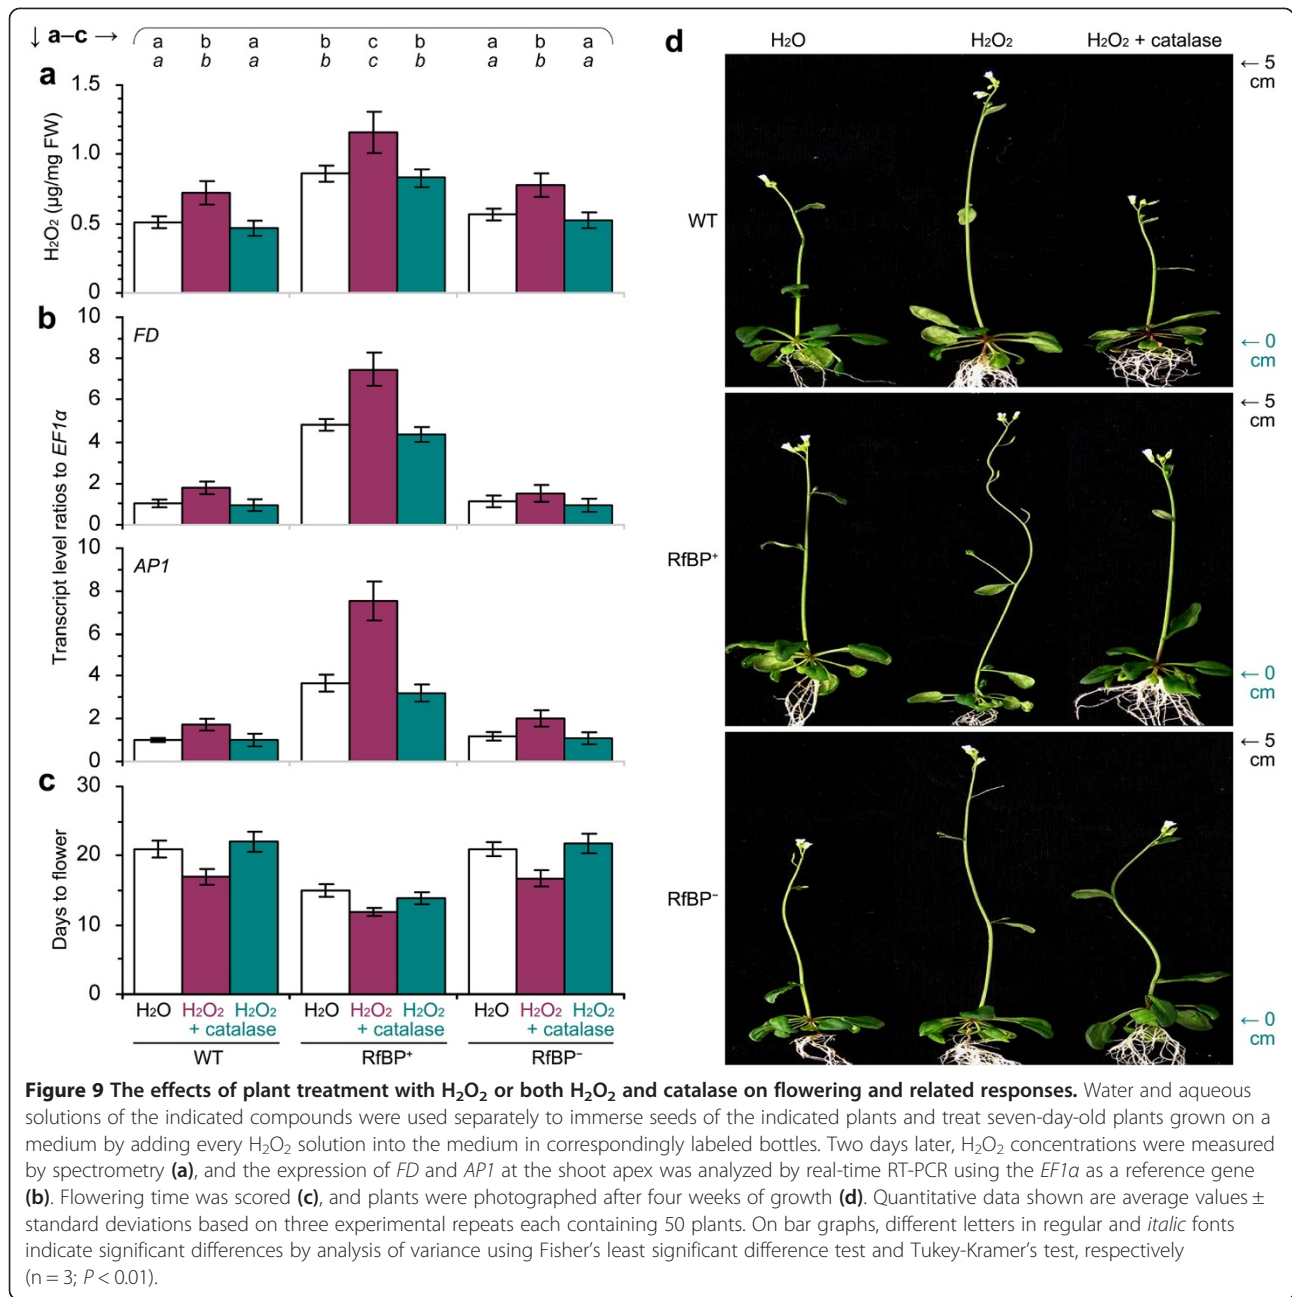 ↓ a–c → a b a b c b a b a
a b a b c b a b a
a
H₂O₂ (µg/mg FW)
1.5
1.0
0.5
0
b
Transcript level ratios to EF1α
FD
10
8
6
4
2
0
AP1
10
8
6
4
2
0
c
Days to flower
30
20
10
0
H₂O H₂O₂ H₂O₂ H₂O H₂O₂ H₂O₂ H₂O H₂O₂ H₂O₂
+ catalase + catalase + catalase
WT RfBP⁺ RfBP⁻
d
H₂O H₂O₂ H₂O₂ + catalase
WT
← 5
cm
← 0
cm
RfBP⁺
← 5
cm
← 0
cm
RfBP⁻
← 5
cm
← 0
cm
Figure 9 The effects of plant treatment with H₂O₂ or both H₂O₂ and catalase on flowering and related responses. Water and aqueous
solutions of the indicated compounds were used separately to immerse seeds of the indicated plants and treat seven-day-old plants grown on a
medium by adding every H₂O₂ solution into the medium in correspondingly labeled bottles. Two days later, H₂O₂ concentrations were measured
by spectrometry (a), and the expression of FD and AP1 at the shoot apex was analyzed by real-time RT-PCR using the EF1α as a reference gene
(b). Flowering time was scored (c), and plants were photographed after four weeks of growth (d). Quantitative data shown are average values ±
standard deviations based on three experimental repeats each containing 50 plants. On bar graphs, different letters in regular and italic fonts
indicate significant differences by analysis of variance using Fisher's least significant difference test and Tukey-Kramer's test, respectively
(n = 3; P < 0.01).